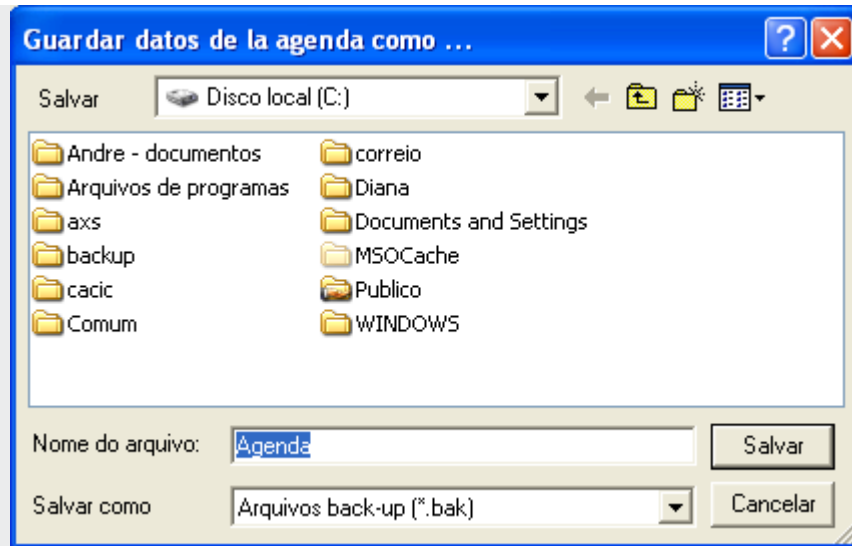 Guardar datos de la agenda como ...
Salvar Disco local (C:)
Andre - documentos correio
Arquivos de programas Diana
axs Documents and Settings
backup MSOCache
cacic Publico
Comum WINDOWS
Nome do arquivo: Agenda Salvar
Salvar como Arquivos back-up (*.bak) Cancelar